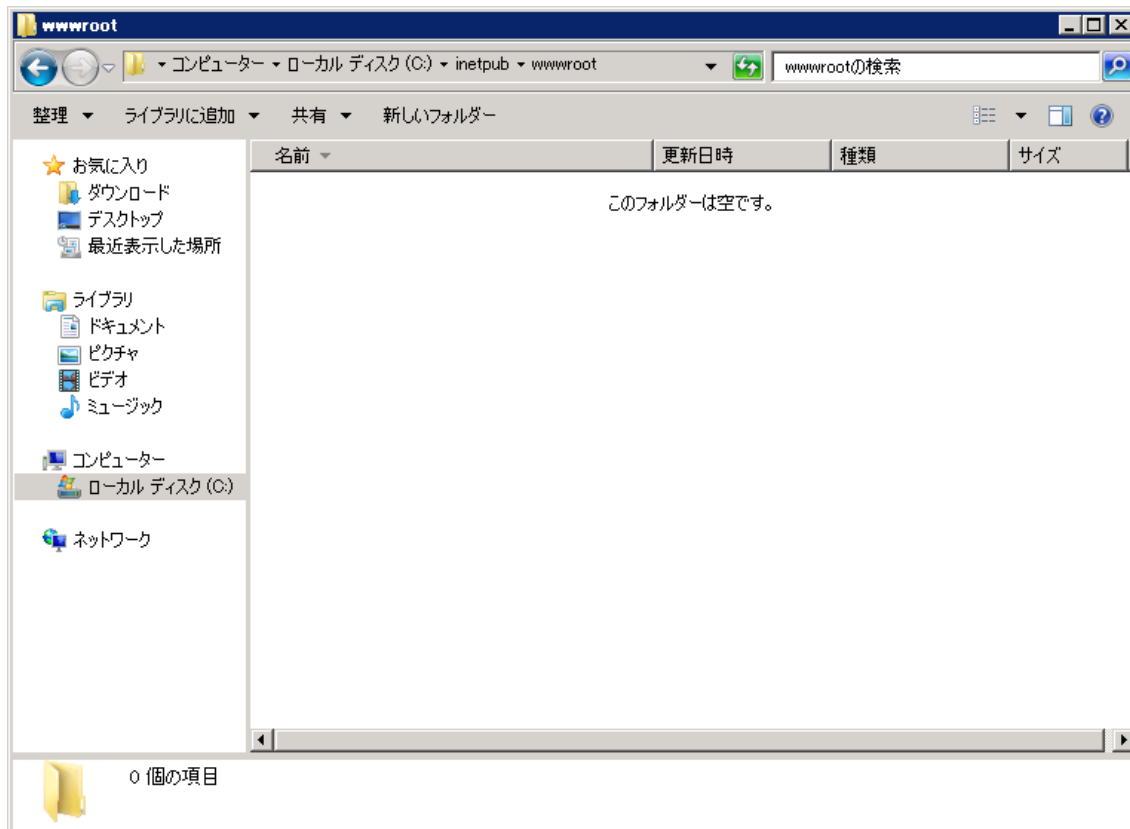 wwwroot
コンピューター ローカル ディスク (C:) inetpub wwwroot
wwwrootの検索
整理 ライブラリに追加 共有 新しいフォルダー
名前 更新日時 種類 サイズ
このフォルダーは空です。
お気に入り
ダウンロード
デスクトップ
最近表示した場所
ライブラリ
ドキュメント
ピクチャ
ビデオ
ミュージック
コンピューター
ローカル ディスク (C:)
ネットワーク
0 個の項目